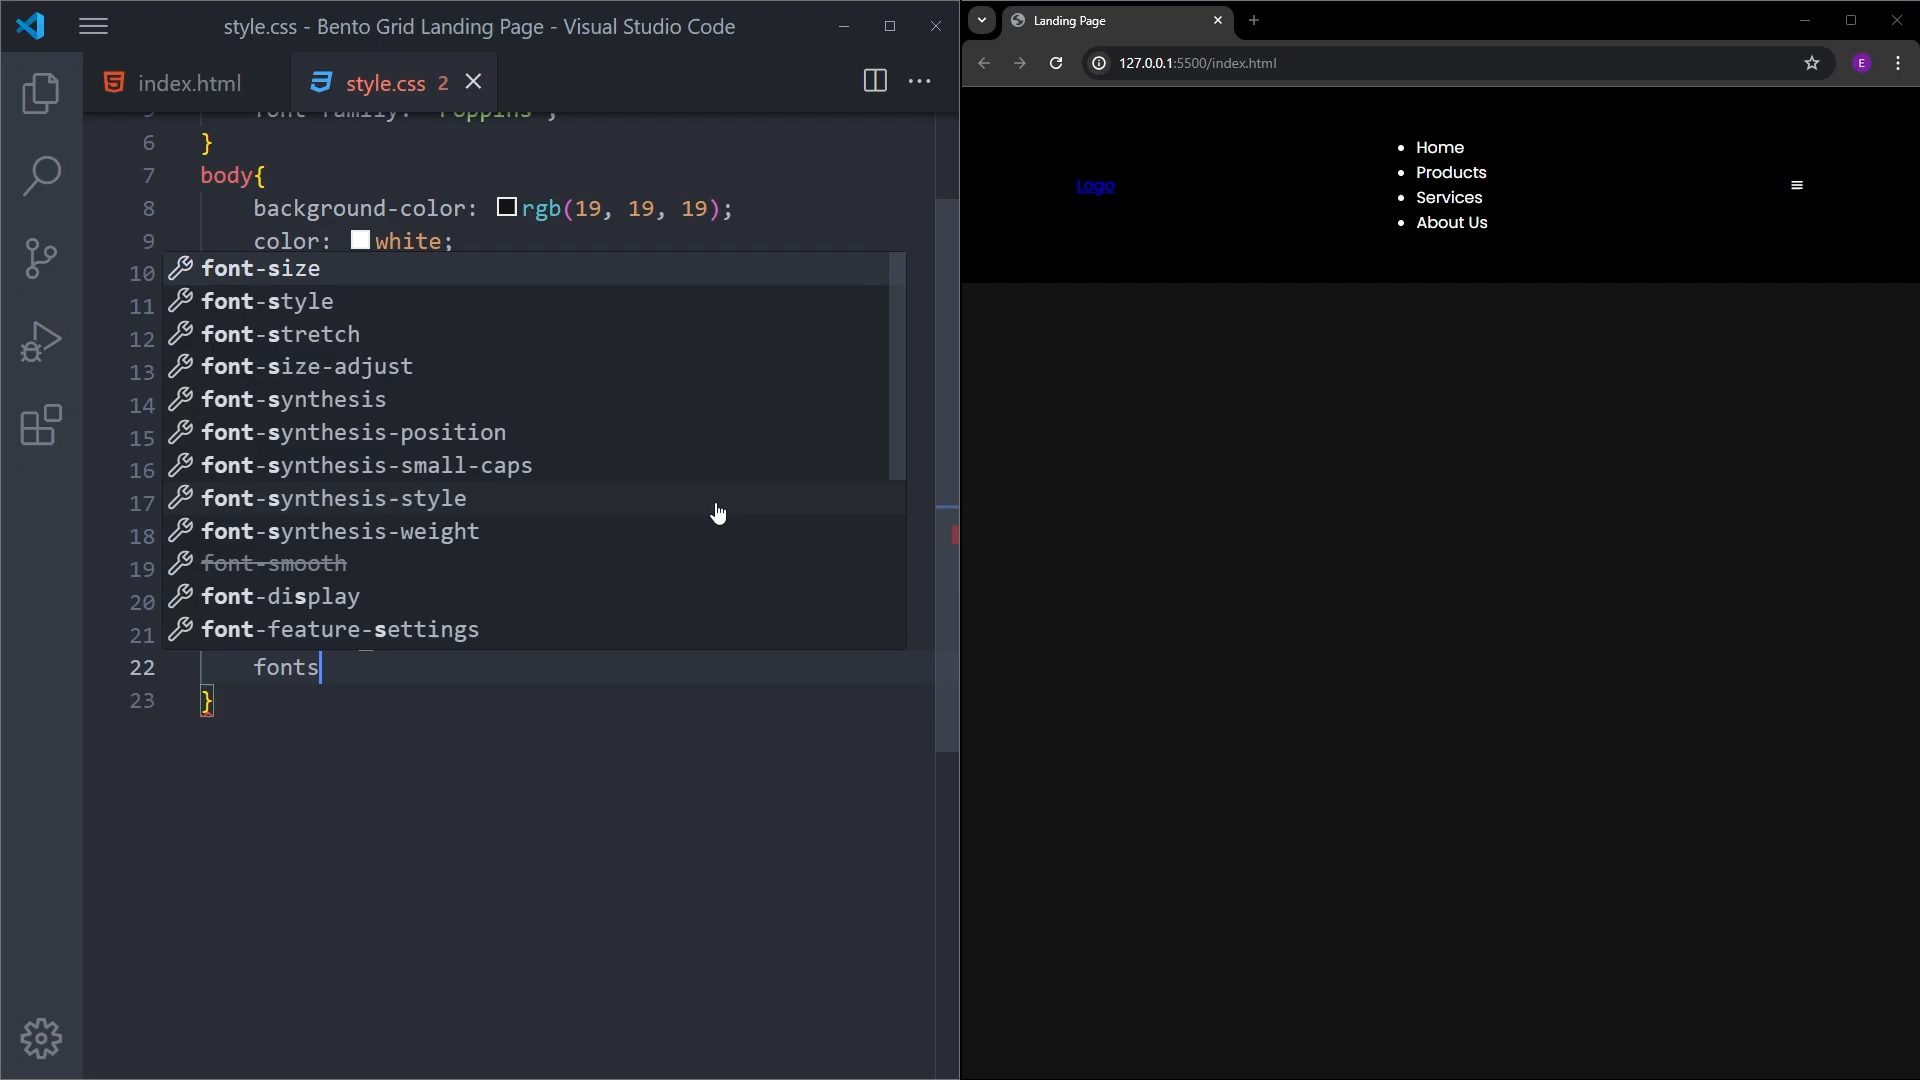 style.css - Bento Grid Landing Page - Visual Studio Code
index.html
style.css 2
5 font-family: 'Poppins';
6 }
7 body{
8 background-color: rgb(19, 19, 19);
9 color: white;
10 font-size
11 font-style
12 font-stretch
13 font-size-adjust
14 font-synthesis
15 font-synthesis-position
16 font-synthesis-small-caps
17 font-synthesis-style
18 font-synthesis-weight
19 font-smooth
20 font-display
21 font-feature-settings
22 fonts
23 }
Landing Page
127.0.0.1:5500/index.html
E
Logo
Home
Products
Services
About Us